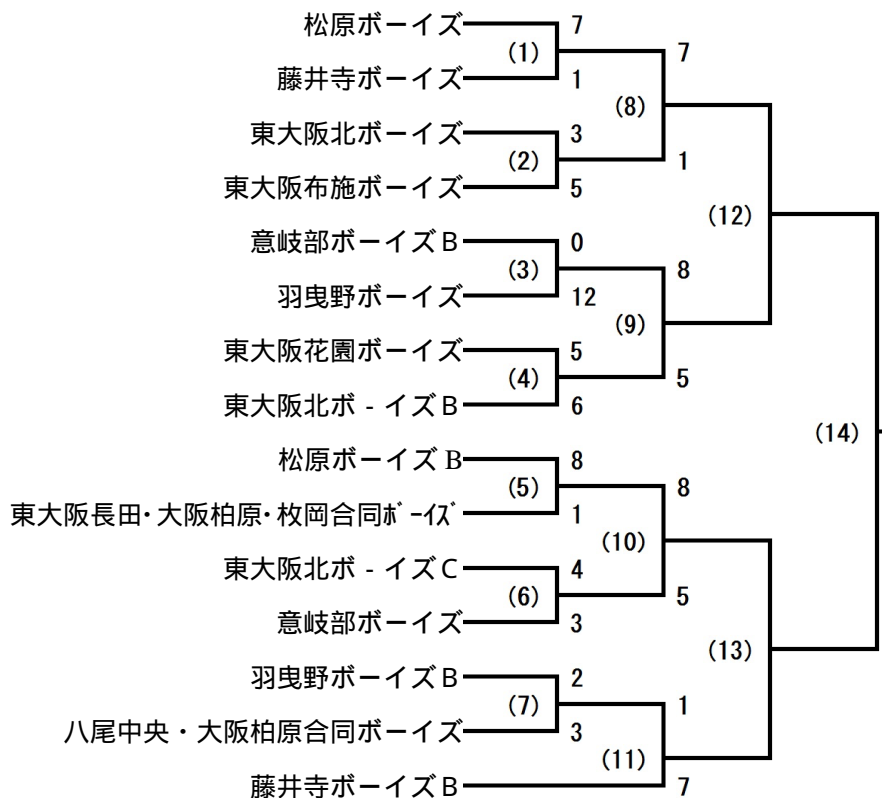 松原ボーイズ 7
(1) 7
藤井寺ボーイズ 1
(8)
東大阪北ボーイズ 3
(2) 1
東大阪布施ボーイズ 5
(12)
意岐部ボーイズB 0
(3) 8
羽曳野ボーイズ 12
(9)
東大阪花園ボーイズ 5
(4) 5
東大阪北ボ-イズB 6
(14)
松原ボーイズB 8
(5) 8
東大阪長田・大阪柏原・枚岡合同ボーイズ 1
(10)
東大阪北ボ-イズC 4
(6) 5
意岐部ボーイズ 3
(13)
羽曳野ボーイズB 2
(7) 1
八尾中央・大阪柏原合同ボーイズ 3
(11)
藤井寺ボーイズB 7